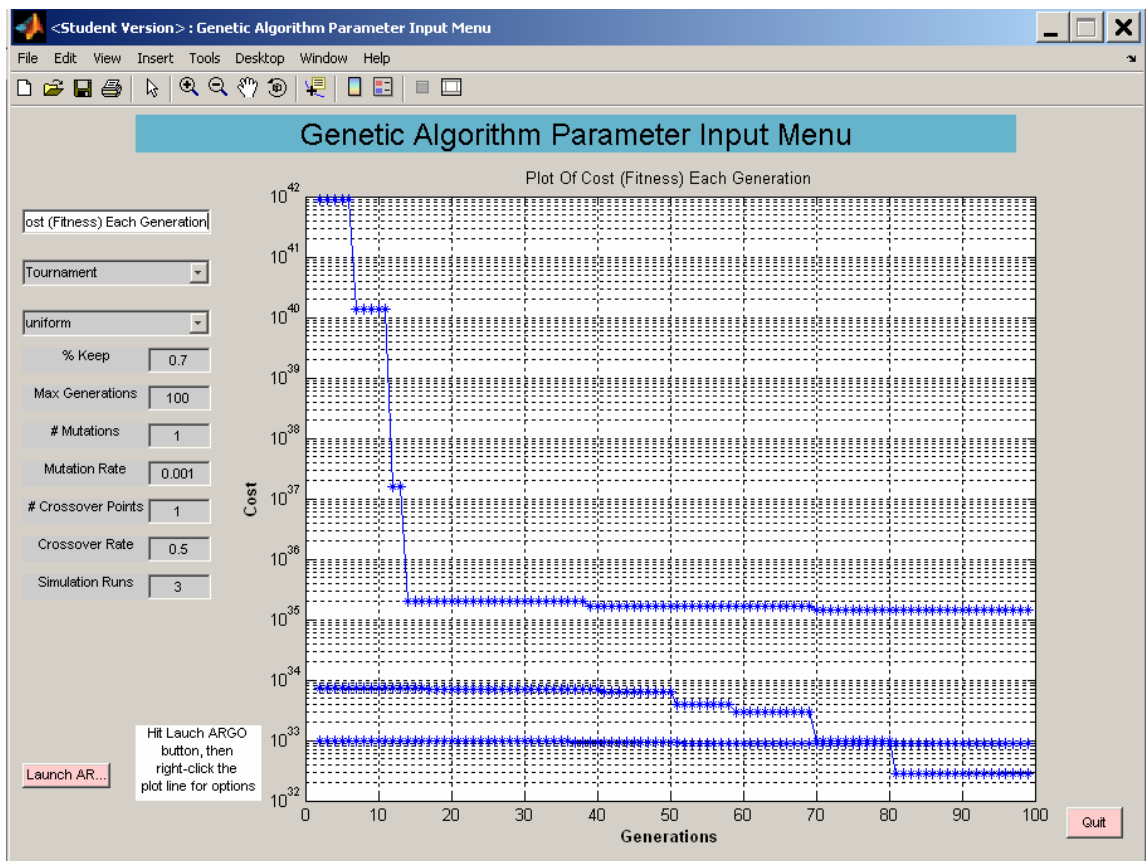 <Student Version> : Genetic Algorithm Parameter Input Menu
File Edit View Insert Tools Desktop Window Help
Genetic Algorithm Parameter Input Menu
Plot Of Cost (Fitness) Each Generation
ost (Fitness) Each Generation
Tournament
uniform
% Keep 0.7
Max Generations 100
# Mutations 1
Mutation Rate 0.001
# Crossover Points 1
Crossover Rate 0.5
Simulation Runs 3
Hit Lauch ARGO
button, then
right-click the
plot line for options
Launch AR...
Cost
10^42
10^41
10^40
10^39
10^38
10^37
10^36
10^35
10^34
10^33
10^32
0 10 20 30 40 50 60 70 80 90 100
Generations
Quit